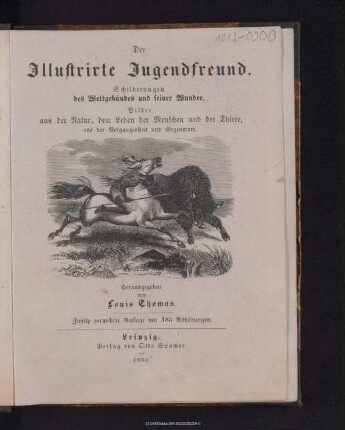 1012-0300
Der
Illustrirte Jugendfreund.
Schilderungen
des Weltgebäudes und seiner Wunder.
Bilder
aus der Natur, dem Leben der Menschen und der Thiere,
aus der Vergangenheit und Gegenwart.
Herausgegeben
von
Louis Thomas.
Zweite vermehrte Auflage mit 185 Abbildungen.
Leipzig.
Verlag von Otto Spamer